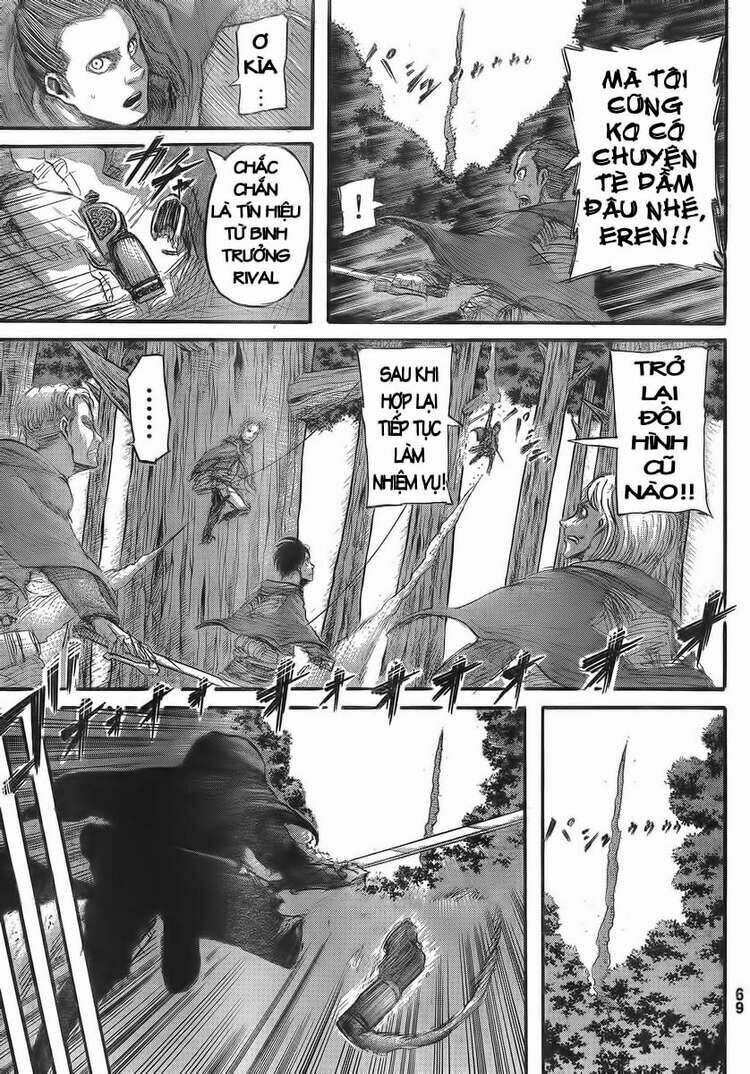 MÀ TÔI
CŨNG
KO CÓ
CHUYỆN
TÈ DẦM
ĐÂU NHÉ,
EREN!!
!
Ơ
KÌA
...
CHẮC
CHẮN
LÀ TÍN HIỆU
TỪ BINH
TRƯỞNG
RIVAL
TRỞ
LẠI
ĐỘI
HÌNH
CŨ
NÀO!!
SAU KHI
HỢP LẠI
TIẾP TỤC
LÀM
NHIỆM VỤ!
......
69